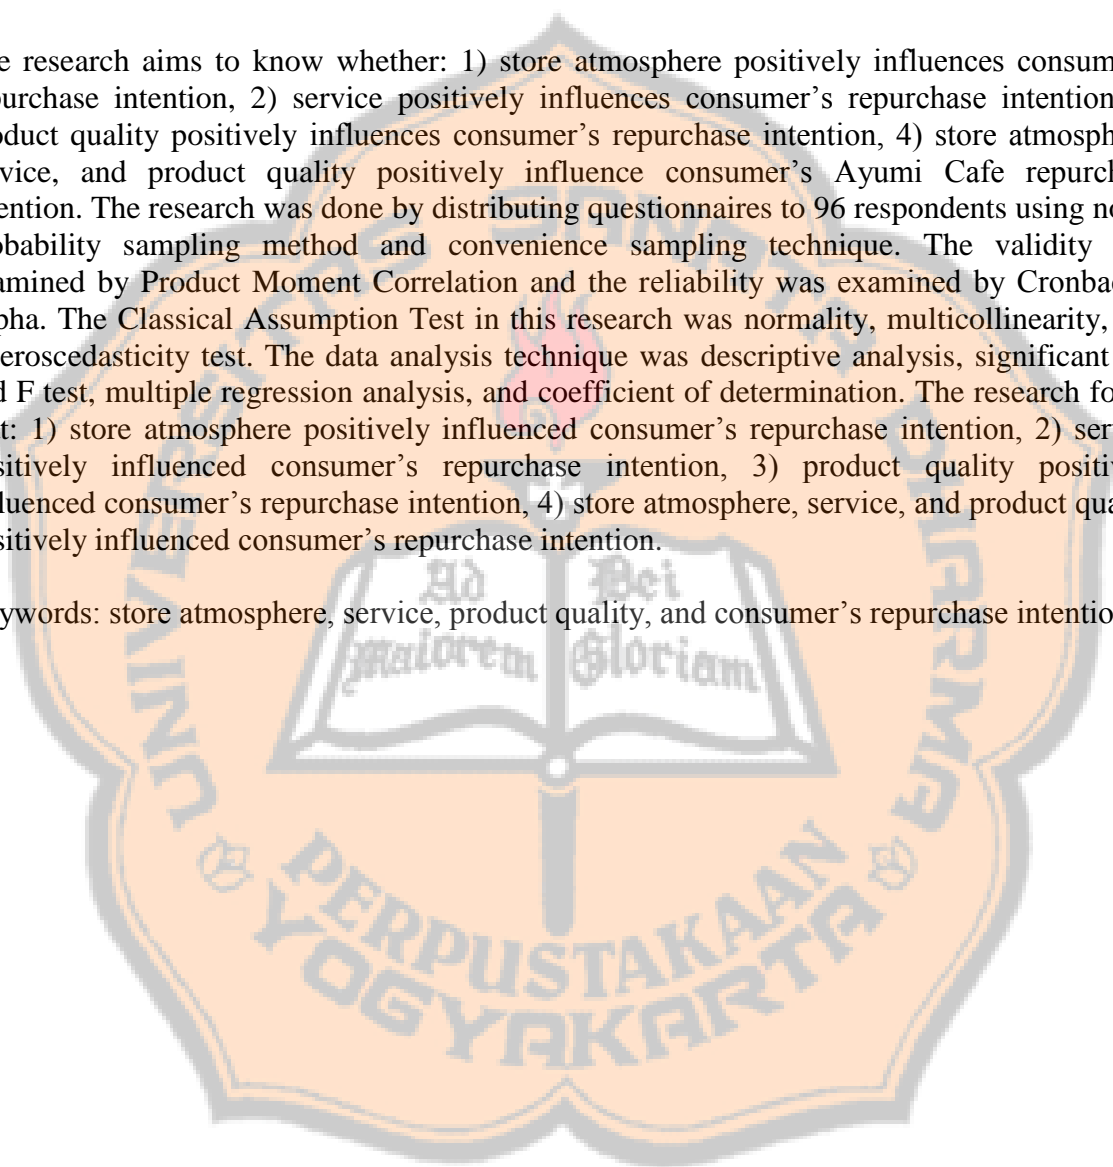 e research aims to know whether: 1) store atmosphere positively influences consum
purchase intention, 2) service positively influences consumer's repurchase intention
oduct quality positively influences consumer's repurchase intention, 4) store atmosph
vice, and product quality positively influence consumer's Ayumi Cafe repurch
ention. The research was done by distributing questionnaires to 96 respondents using no
obability sampling method and convenience sampling technique. The validity
amined by Product Moment Correlation and the reliability was examined by Cronbac
pha. The Classical Assumption Test in this research was normality, multicollinearity,
eroscedasticity test. The data analysis technique was descriptive analysis, significant
d F test, multiple regression analysis, and coefficient of determination. The research fo
t: 1) store atmosphere positively influenced consumer's repurchase intention, 2) serv
sitively influenced consumer's repurchase intention, 3) product quality positiv
luenced consumer's repurchase intention, 4) store atmosphere, service, and product qua
sitively influenced consumer's repurchase intention.
ywords: store atmosphere, service, product quality, and consumer's repurchase intentio
UNIVERSITAS SANATA DHARMA
Ad Dei
Maiorem Gloriam
PERPUSTAKAAN
YOGYAKARTA